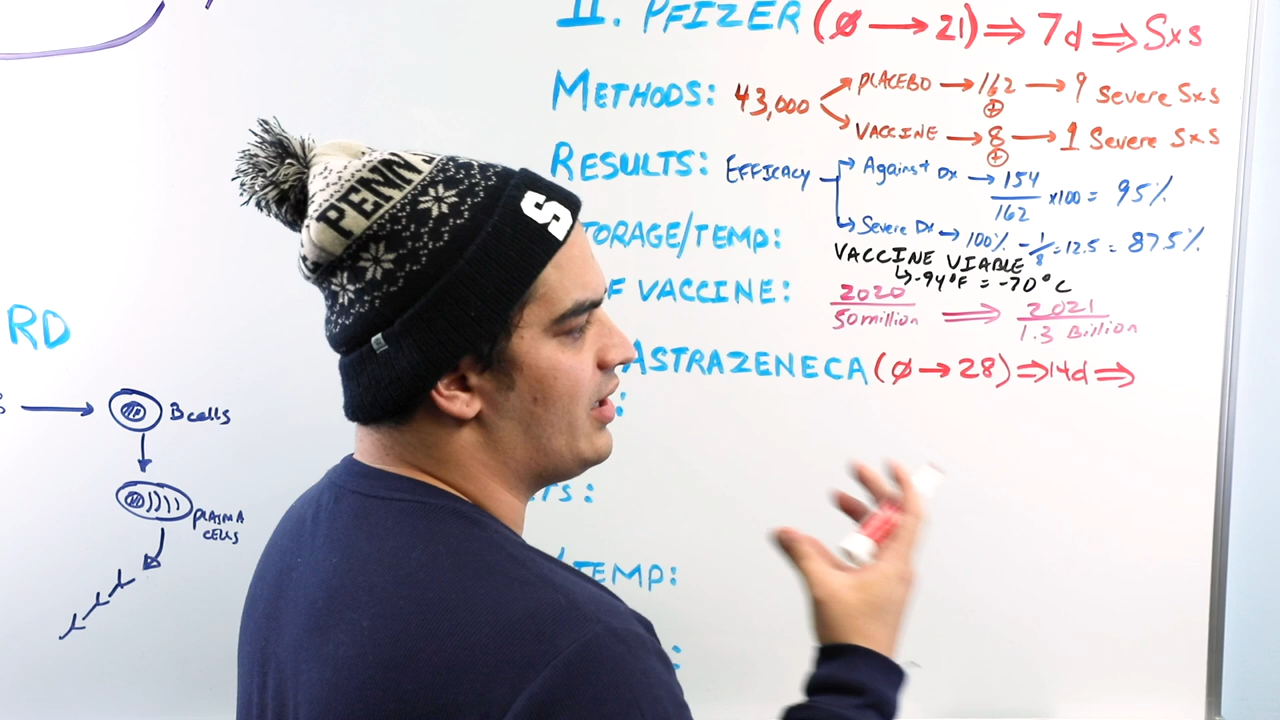 II. PFIZER (Ø → 21) ⇒ 7d ⇒ Sxs
METHODS: 43,000
PLACEBO → 162 → 9 Severe Sxs
+
VACCINE → 8 → 1 Severe Sxs
+
RESULTS: EFFICACY
Against Dx → 154/162 x100 = 95%
Severe Dx → 100% - 1/8 = 12.5 = 87.5%
TORAGE/TEMP:
VACCINE VIABLE
↳ -94°F = -70°C
F VACCINE:
2020 ⇒ 2021
50 million 1.3 Billion
ASTRAZENECA (Ø → 28) ⇒ 14d ⇒
:
TS:
/TEMP:
:
RD
→ B cells
PLASMA
CELLS
PENN
S